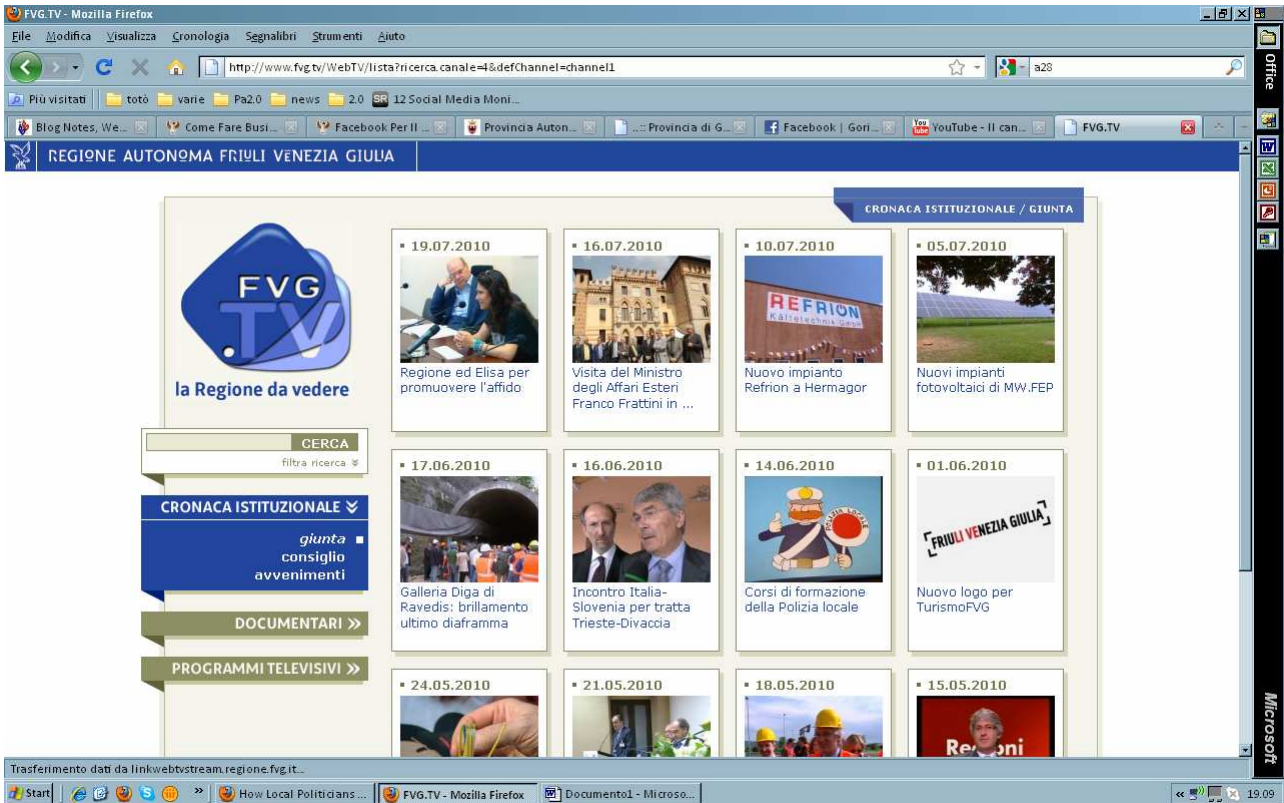 FVG.TV - Mozilla Firefox
File Modifica Visualizza Cronologia Segnalibri Strumenti Aiuto
http://www.fvg.tv/WebTV/lista?ricerca.canale=4&defChannel=channel1
a28
Più visitati totò varie Pa2.0 news 2.0 SR 12 Social Media Moni...
Blog Notes, We... Come Fare Busi... Facebook Per Il ... Provincia Auton... ..:: Provincia di G... Facebook | Gori... YouTube - Il can... FVG.TV
REGIONE AUTONOMA FRIULI VENEZIA GIULIA
CRONACA ISTITUZIONALE / GIUNTA
FVG
TV
la Regione da vedere
CERCA
filtra ricerca
CRONACA ISTITUZIONALE
giunta
consiglio
avvenimenti
DOCUMENTARI
PROGRAMMI TELEVISIVI
19.07.2010
Regione ed Elisa per
promuovere l'affido
16.07.2010
Visita del Ministro
degli Affari Esteri
Franco Frattini in ...
10.07.2010
REFRION
Kältetechnik GmbH
Nuovo impianto
Refrion a Hermagor
05.07.2010
Nuovi impianti
fotovoltaici di MW.FEP
17.06.2010
Galleria Diga di
Ravedis: brillamento
ultimo diaframma
16.06.2010
Incontro Italia-
Slovenia per tratta
Trieste-Divaccia
14.06.2010
POLIZIA LOCALE
Corsi di formazione
della Polizia locale
01.06.2010
FRIULI VENEZIA GIULIA
Nuovo logo per
TurismoFVG
24.05.2010
21.05.2010
18.05.2010
15.05.2010
Regioni
Office
Microsoft
Trasferimento dati da linkwebtvstream.regione.fvg.it...
Start How Local Politicians ... FVG.TV - Mozilla Firefox Documento1 - Microso... 19.09